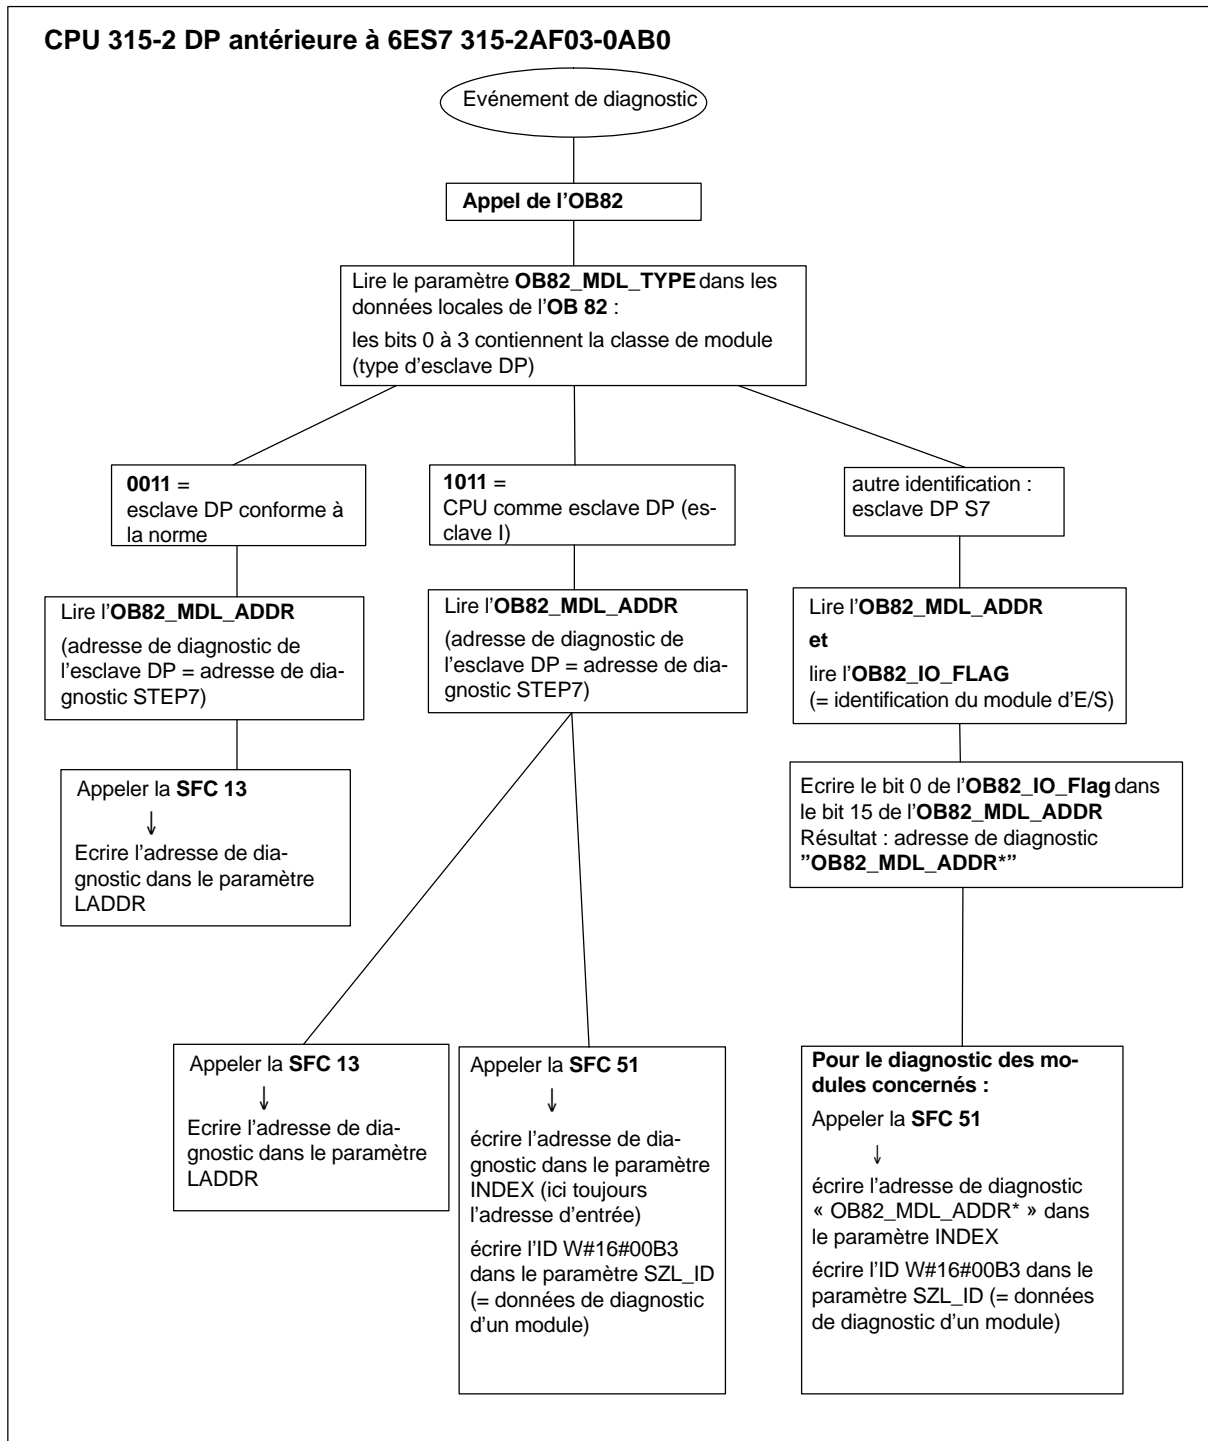 CPU 315-2 DP antérieure à 6ES7 315-2AF03-0AB0
Evénement de diagnostic
Appel de l’OB82
Lire le paramètre OB82_MDL_TYPE dans les
données locales de l’OB 82 :
les bits 0 à 3 contiennent la classe de module
(type d’esclave DP)
0011 =
esclave DP conforme à
la norme
1011 =
CPU comme esclave DP (es-
clave I)
autre identification :
esclave DP S7
Lire l’OB82_MDL_ADDR
(adresse de diagnostic de
l’esclave DP = adresse de dia-
gnostic STEP7)
Lire l’OB82_MDL_ADDR
(adresse de diagnostic de
l’esclave DP = adresse de dia-
gnostic STEP7)
Lire l’OB82_MDL_ADDR
et
lire l’OB82_IO_FLAG
(= identification du module d’E/S)
Appeler la SFC 13
↓
Ecrire l’adresse de dia-
gnostic dans le paramètre
LADDR
Ecrire le bit 0 de l’OB82_IO_Flag dans
le bit 15 de l’OB82_MDL_ADDR
Résultat : adresse de diagnostic
”OB82_MDL_ADDR*”
Appeler la SFC 13
↓
Ecrire l’adresse de dia-
gnostic dans le paramètre
LADDR
Appeler la SFC 51
↓
écrire l’adresse de dia-
gnostic dans le paramètre
INDEX (ici toujours
l’adresse d’entrée)
écrire l’ID W#16#00B3
dans le paramètre SZL_ID
(= données de diagnostic
d’un module)
Pour le diagnostic des mo-
dules concernés :
Appeler la SFC 51
↓
écrire l’adresse de diagnostic
« OB82_MDL_ADDR* » dans
le paramètre INDEX
écrire l’ID W#16#00B3 dans le
paramètre SZL_ID (= données
de diagnostic d’un module)